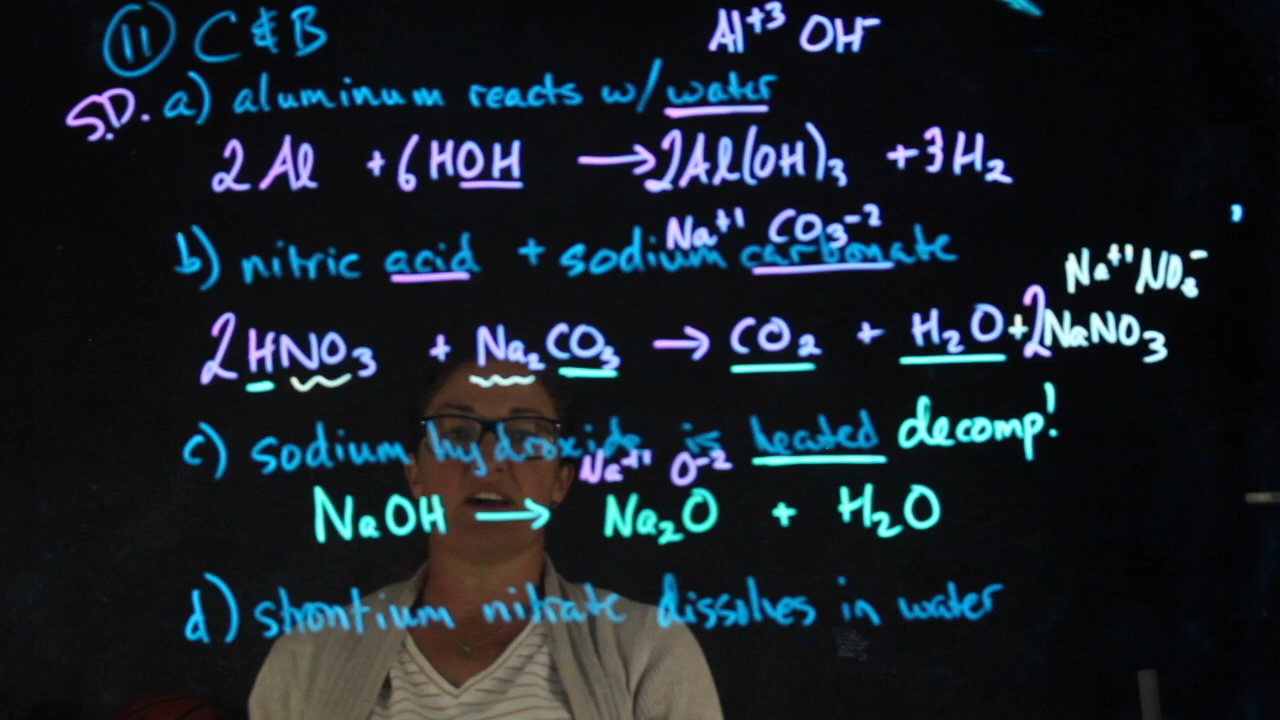 ⑪ C & B
Al⁺³ OH⁻
S.D. a) aluminum reacts w/ water
2Al + 6HOH → 2Al(OH)₃ + 3H₂
Na⁺¹ CO₃⁻²
b) nitric acid + sodium carbonate
Na⁺¹ NO₃⁻
2HNO₃ + Na₂CO₃ → CO₂ + H₂O + 2NaNO₃
c) sodium hydroxide is heated decomp!
Na⁺¹ O⁻²
NaOH → Na₂O + H₂O
d) strontium nitrate dissolves in water